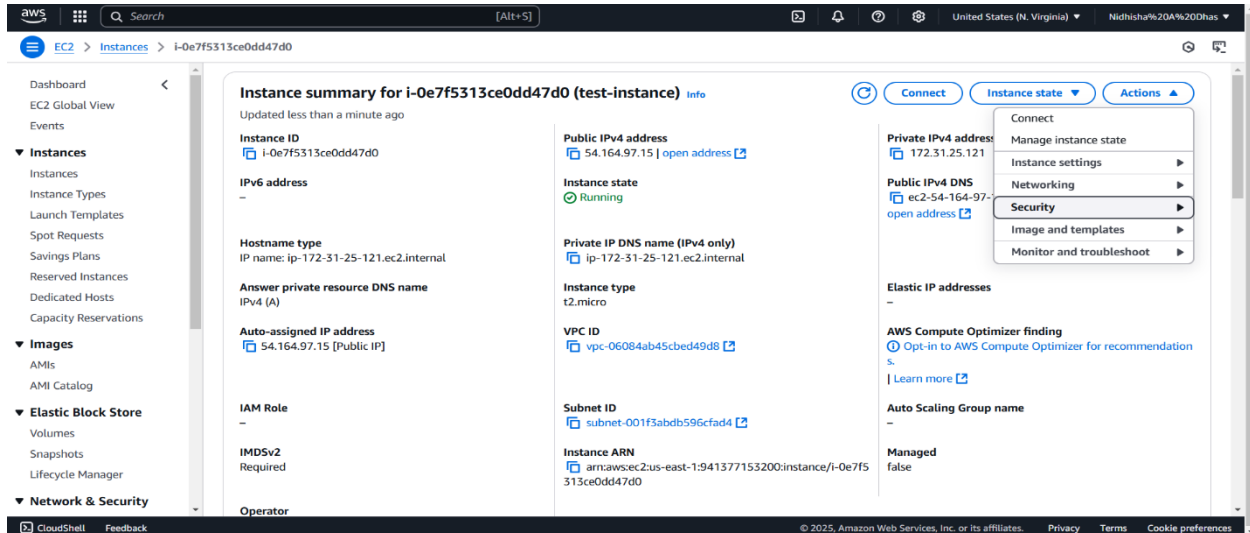 aws
Search [Alt+S]
United States (N. Virginia) ▼ Nidhisha%20A%20Dhas ▼
EC2 > Instances > i-0e7f5313ce0dd47d0
Dashboard
EC2 Global View
Events
▼ Instances
Instances
Instance Types
Launch Templates
Spot Requests
Savings Plans
Reserved Instances
Dedicated Hosts
Capacity Reservations
▼ Images
AMIs
AMI Catalog
▼ Elastic Block Store
Volumes
Snapshots
Lifecycle Manager
▼ Network & Security
Instance summary for i-0e7f5313ce0dd47d0 (test-instance) Info
Updated less than a minute ago
Connect
Instance state ▼
Actions ▲
Connect
Manage instance state
Instance settings
Networking
Security
Image and templates
Monitor and troubleshoot
Instance ID
i-0e7f5313ce0dd47d0
Public IPv4 address
54.164.97.15 | open address
Private IPv4 address
172.31.25.121
IPv6 address
–
Instance state
Running
Public IPv4 DNS
ec2-54-164-97-
open address
Hostname type
IP name: ip-172-31-25-121.ec2.internal
Private IP DNS name (IPv4 only)
ip-172-31-25-121.ec2.internal
Answer private resource DNS name
IPv4 (A)
Instance type
t2.micro
Elastic IP addresses
–
Auto-assigned IP address
54.164.97.15 [Public IP]
VPC ID
vpc-06084ab45cbed49d8
AWS Compute Optimizer finding
Opt-in to AWS Compute Optimizer for recommendation
s.
| Learn more
IAM Role
–
Subnet ID
subnet-001f3abdb596cfad4
Auto Scaling Group name
–
IMDSv2
Required
Instance ARN
arn:aws:ec2:us-east-1:941377153200:instance/i-0e7f5
313ce0dd47d0
Managed
false
Operator
CloudShell Feedback
© 2025, Amazon Web Services, Inc. or its affiliates. Privacy Terms Cookie preferences